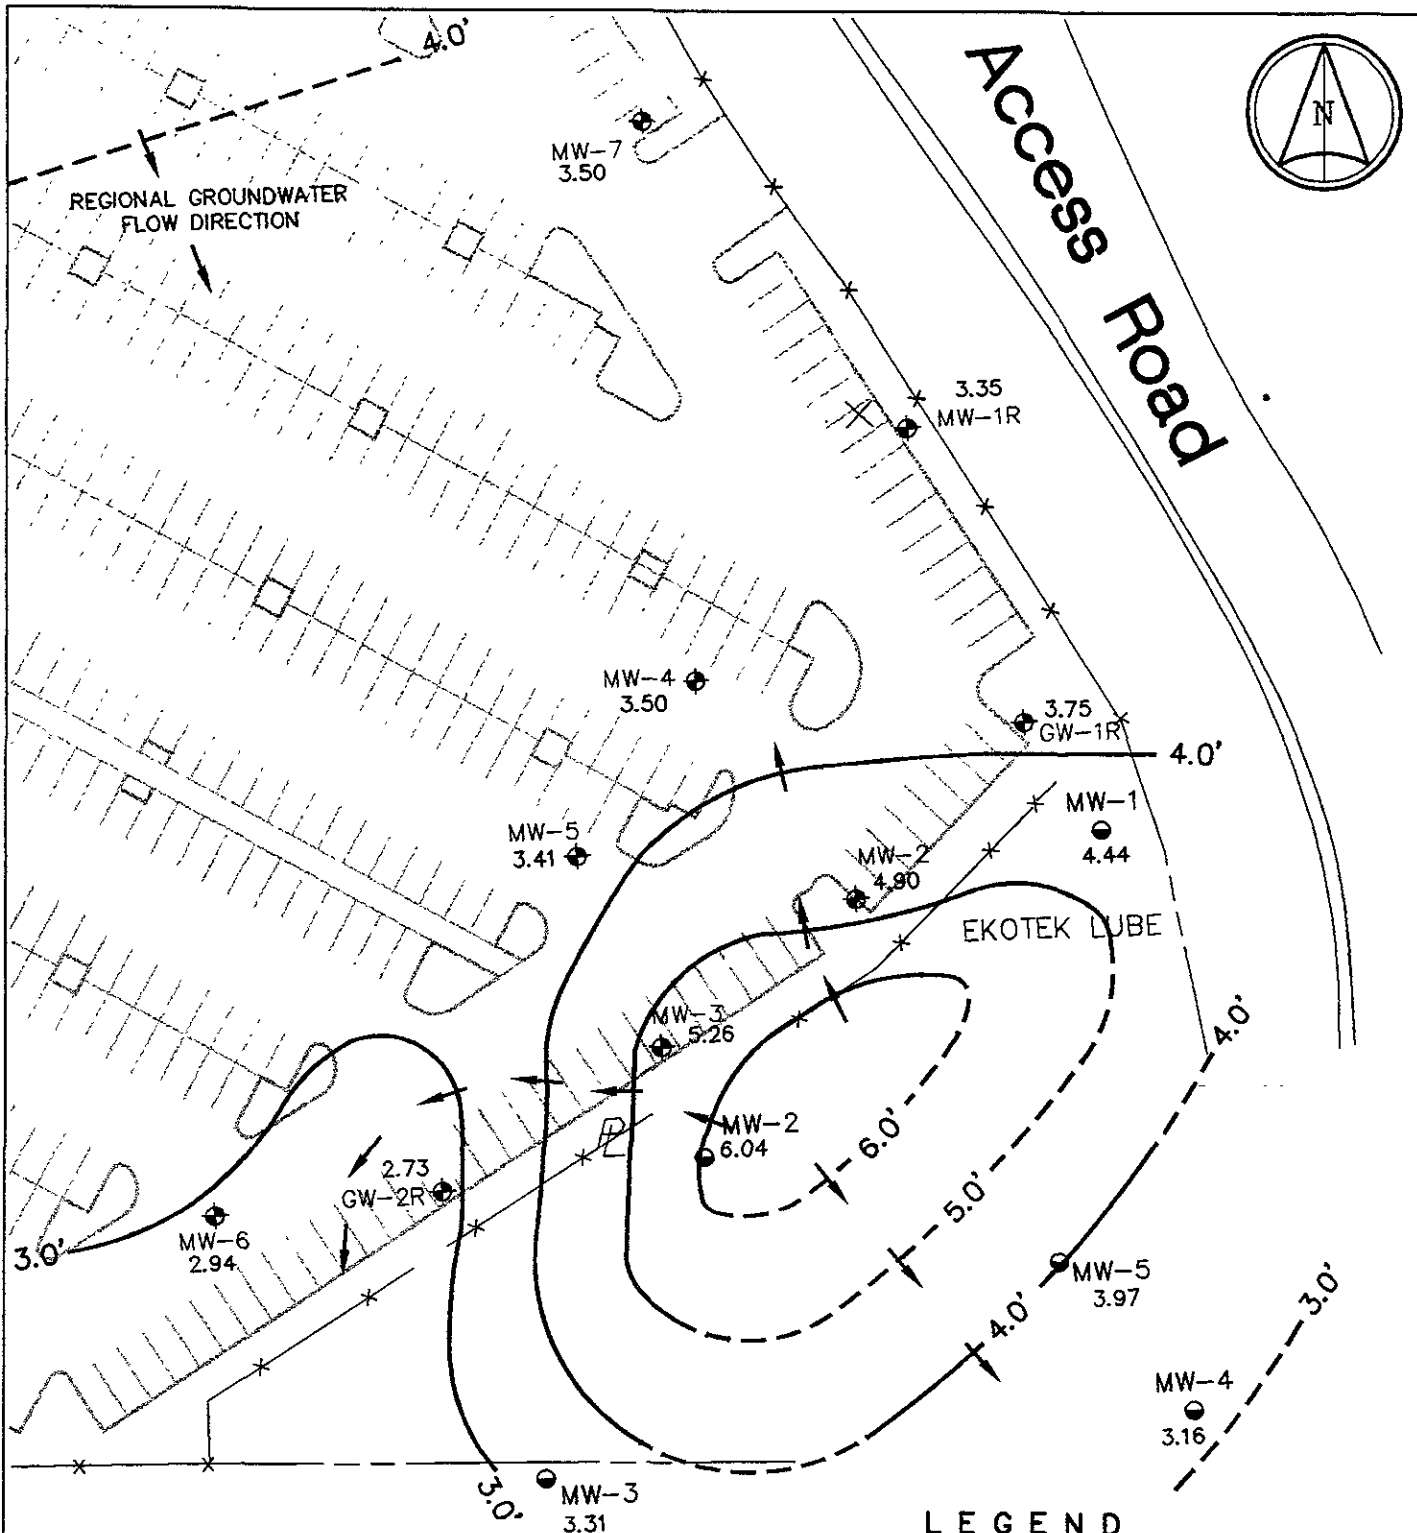 4.0'
N
Access Road
MW-7
3.50
REGIONAL GROUNDWATER
FLOW DIRECTION
3.35
MW-1R
MW-4
3.50
3.75
GW-1R
4.0'
MW-1
4.44
MW-5
3.41
MW-2
4.90
EKOTEK LUBE
MW-3
5.26
4.0'
MW-2
6.04
6.0'
PL
2.73
GW-2R
5.0'
MW-6
2.94
3.0'
MW-5
3.97
4.0'
3.0'
MW-4
3.16
3.0'
MW-3
3.31
LEGEND